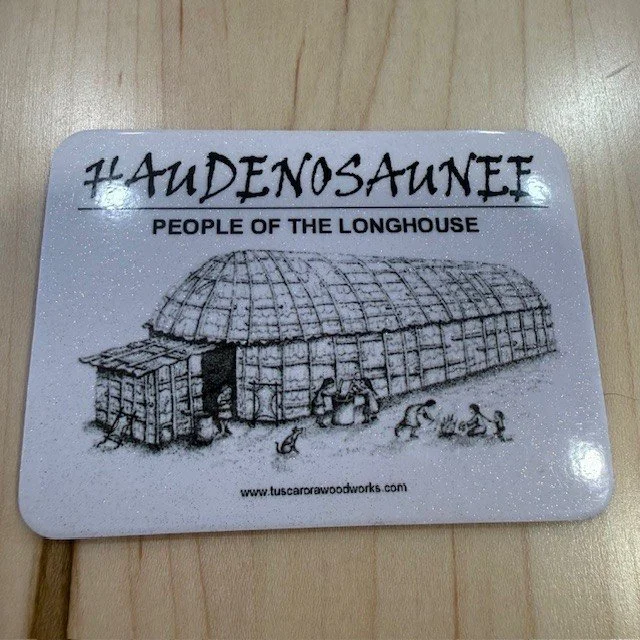 HAUDENOSAUNEE
PEOPLE OF THE LONGHOUSE
www.tuscarorawoodworks.com